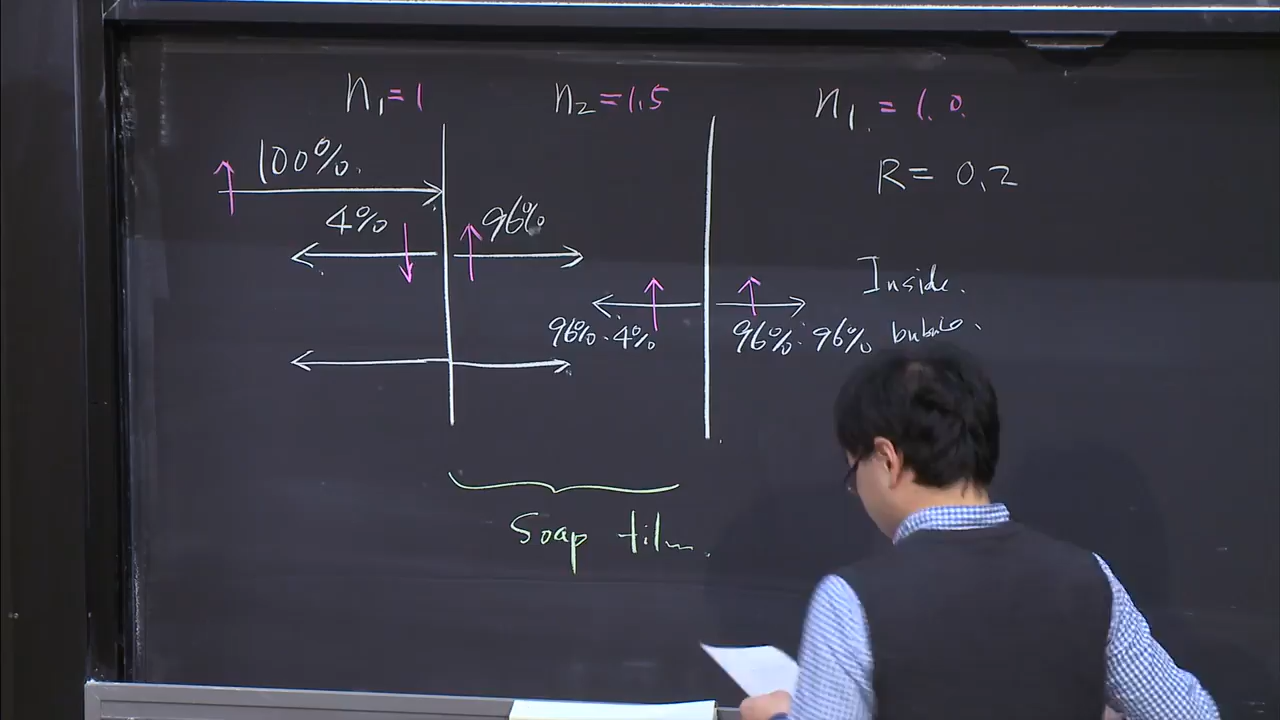 n₁ = 1
n₂ = 1.5
n₁. = 1.0.
100%.
R = 0.2
4%
96%
Inside.
96%·4%
96%·96%
Soap film.